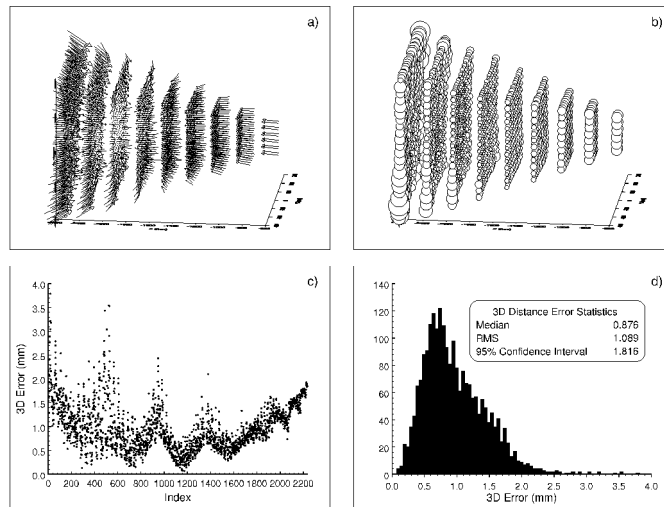 a)
b)
c)
4.0
3.5
3.0
2.5
2.0
1.5
1.0
0.5
0.0
3D Error (mm)
0 200 400 600 800 1000 1200 1400 1600 1800 2000 2200
Index
d)
140
120
100
80
60
40
20
0
3D Distance Error Statistics
Median 0.876
RMS 1.089
95% Confidence Interval 1.816
0.0 0.5 1.0 1.5 2.0 2.5 3.0 3.5 4.0
3D Error (mm)